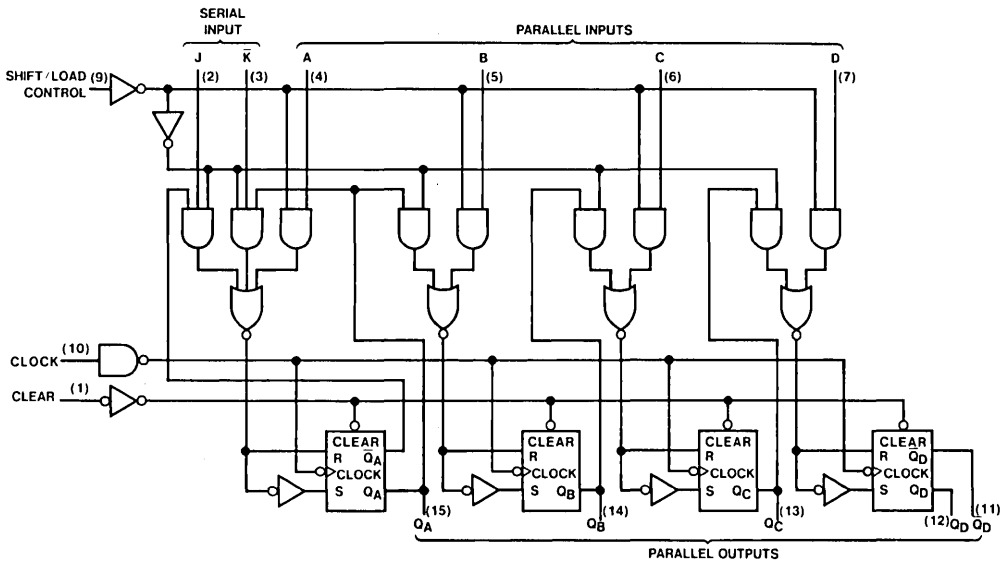 SERIAL
INPUT
PARALLEL INPUTS
J K̅ A B C D
SHIFT/LOAD (9) (2) (3) (4) (5) (6) (7)
CONTROL
CLOCK (10)
CLEAR (1)
CLEAR CLEAR CLEAR CLEAR
R Q̅A R R R Q̅D
CLOCK CLOCK CLOCK CLOCK
S QA S QB S QC S QD
(15) (14) (13) (12) (11)
QA QB QC QD Q̅D
PARALLEL OUTPUTS